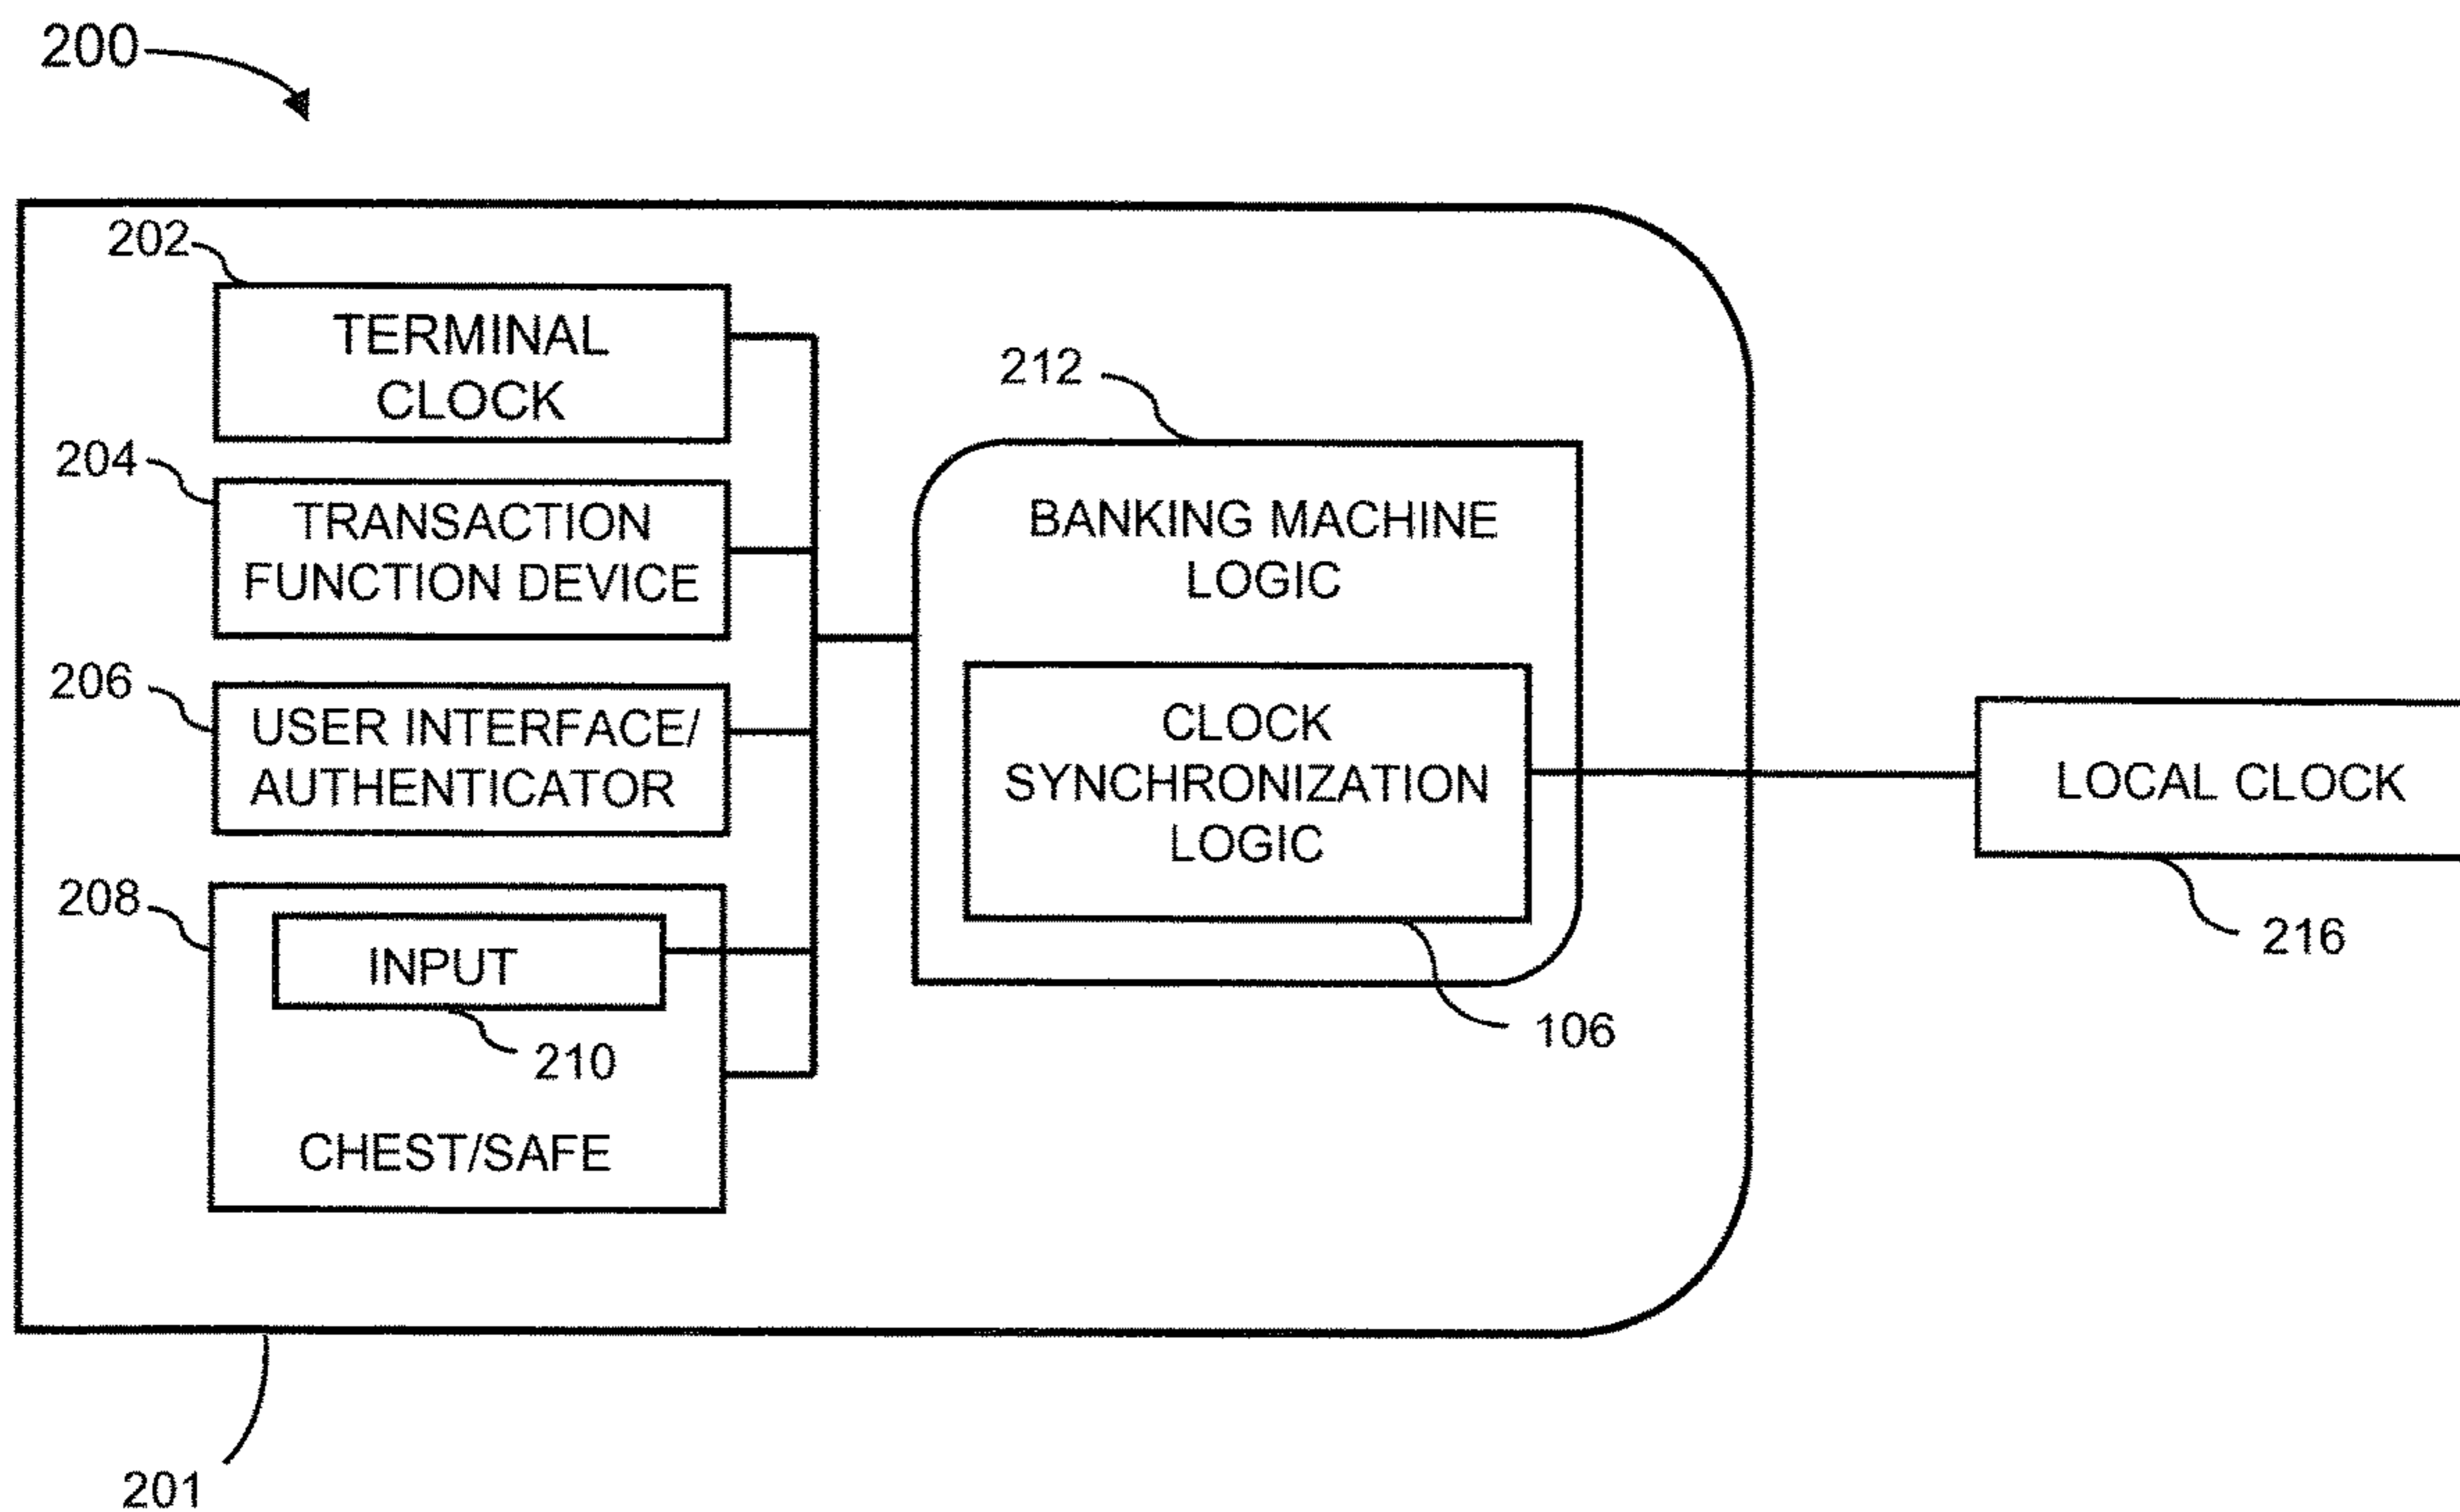 200
202
TERMINAL
CLOCK
204
TRANSACTION
FUNCTION DEVICE
206
USER INTERFACE/
AUTHENTICATOR
208
INPUT
210
CHEST/SAFE
212
BANKING MACHINE
LOGIC
CLOCK
SYNCHRONIZATION
LOGIC
106
LOCAL CLOCK
216
201